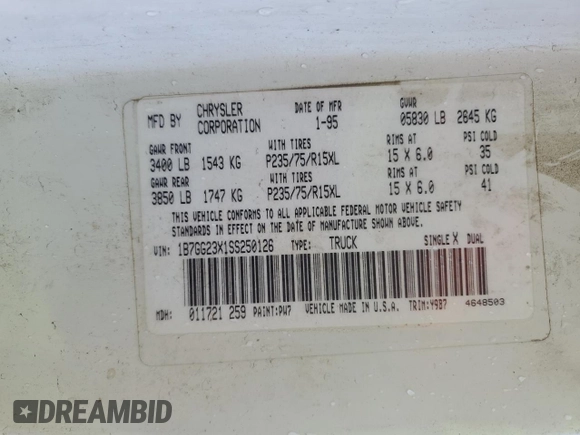 MFD BY CHRYSLER CORPORATION DATE OF MFR 1-95 GVWR 05830 LB 2645 KG
GAWR FRONT WITH TIRES RIMS AT PSI COLD
3400 LB 1543 KG P235/75/R15XL 15 X 6.0 35
GAWR REAR WITH TIRES RIMS AT PSI COLD
3850 LB 1747 KG P235/75/R15XL 15 X 6.0 41
THIS VEHICLE CONFORMS TO ALL APPLICABLE FEDERAL MOTOR VEHICLE SAFETY
STANDARDS IN EFFECT ON THE DATE OF MANUFACTURE SHOWN ABOVE.
VIN: 1B7GG23X1SS250126 TYPE: TRUCK SINGLE X DUAL
MDH: 011721 259 PAINT:PW7 VEHICLE MADE IN U.S.A. TRIM:Y9B7 4648503
DREAMBID